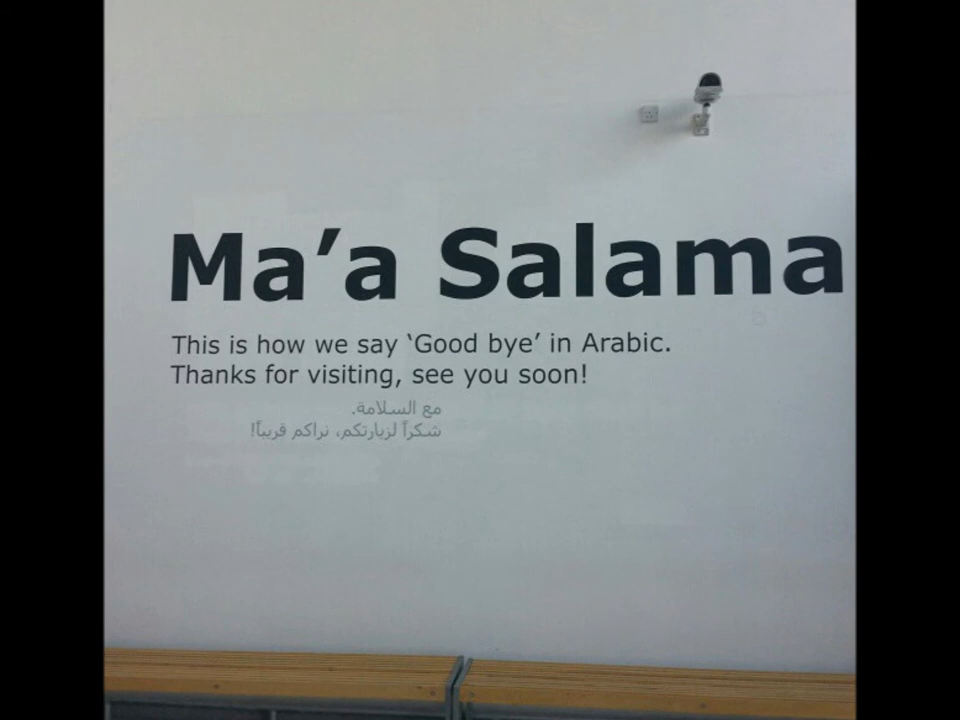 Ma’a Salama
This is how we say ‘Good bye’ in Arabic.
Thanks for visiting, see you soon!
مع السلامة.
شكراً لزيارتكم، نراكم قريباً!